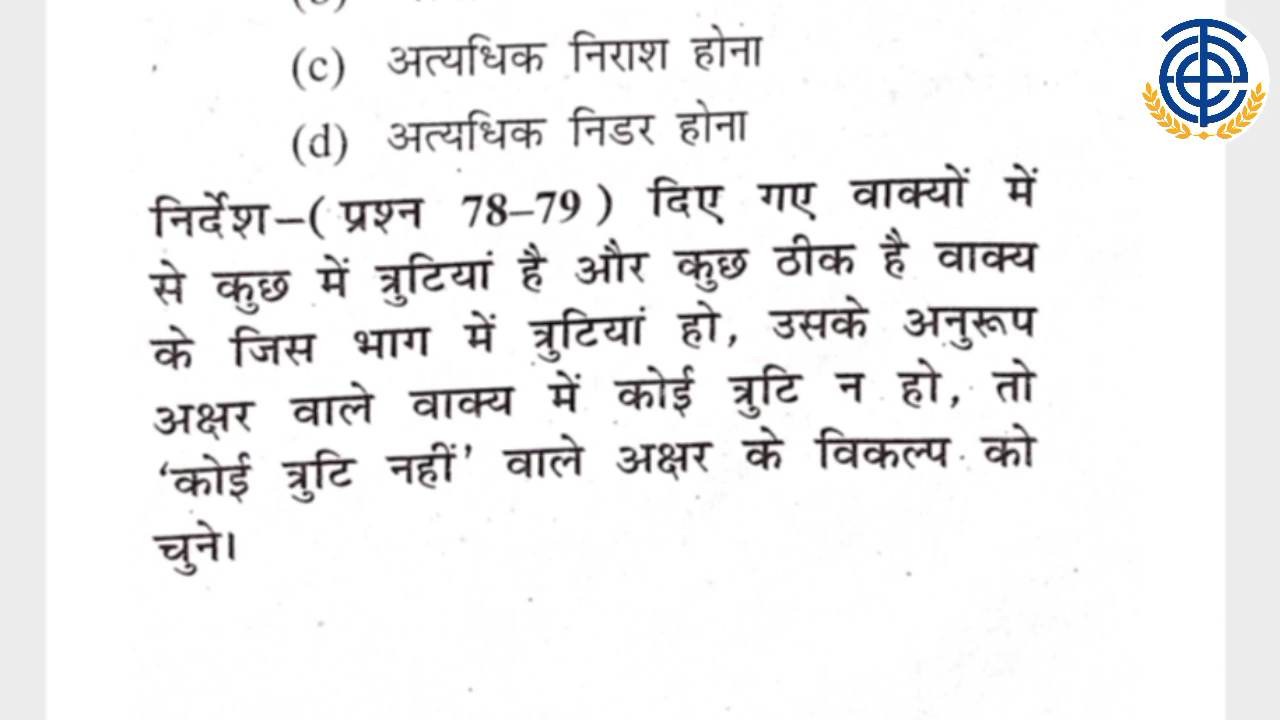 (c) अत्यधिक निराश होना
(d) अत्यधिक निडर होना
निर्देश–( प्रश्न 78–79 ) दिए गए वाक्यों में
से कुछ में त्रुटियां है और कुछ ठीक है वाक्य
के जिस भाग में त्रुटियां हो, उसके अनुरूप
अक्षर वाले वाक्य में कोई त्रुटि न हो, तो
‘कोई त्रुटि नहीं’ वाले अक्षर के विकल्प को
चुने।